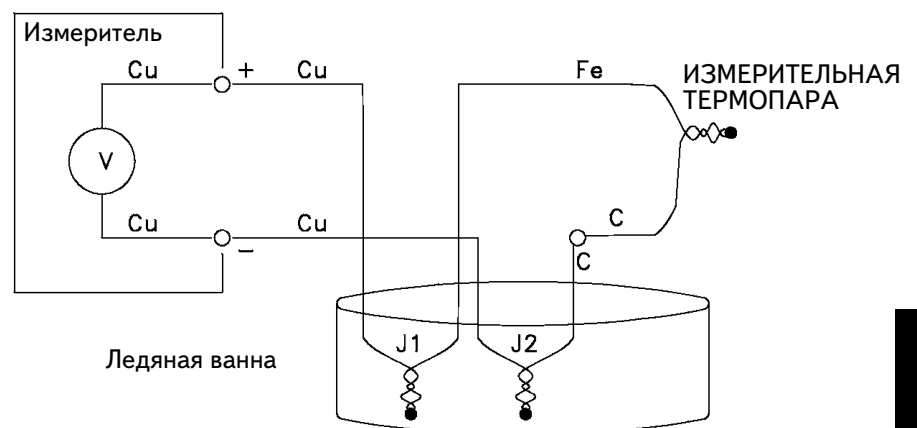 Измеритель
Cu + Cu
Fe
ИЗМЕРИТЕЛЬНАЯ
ТЕРМОПАРА
V
Cu Cu
–
C
C
J1 J2
Ледяная ванна